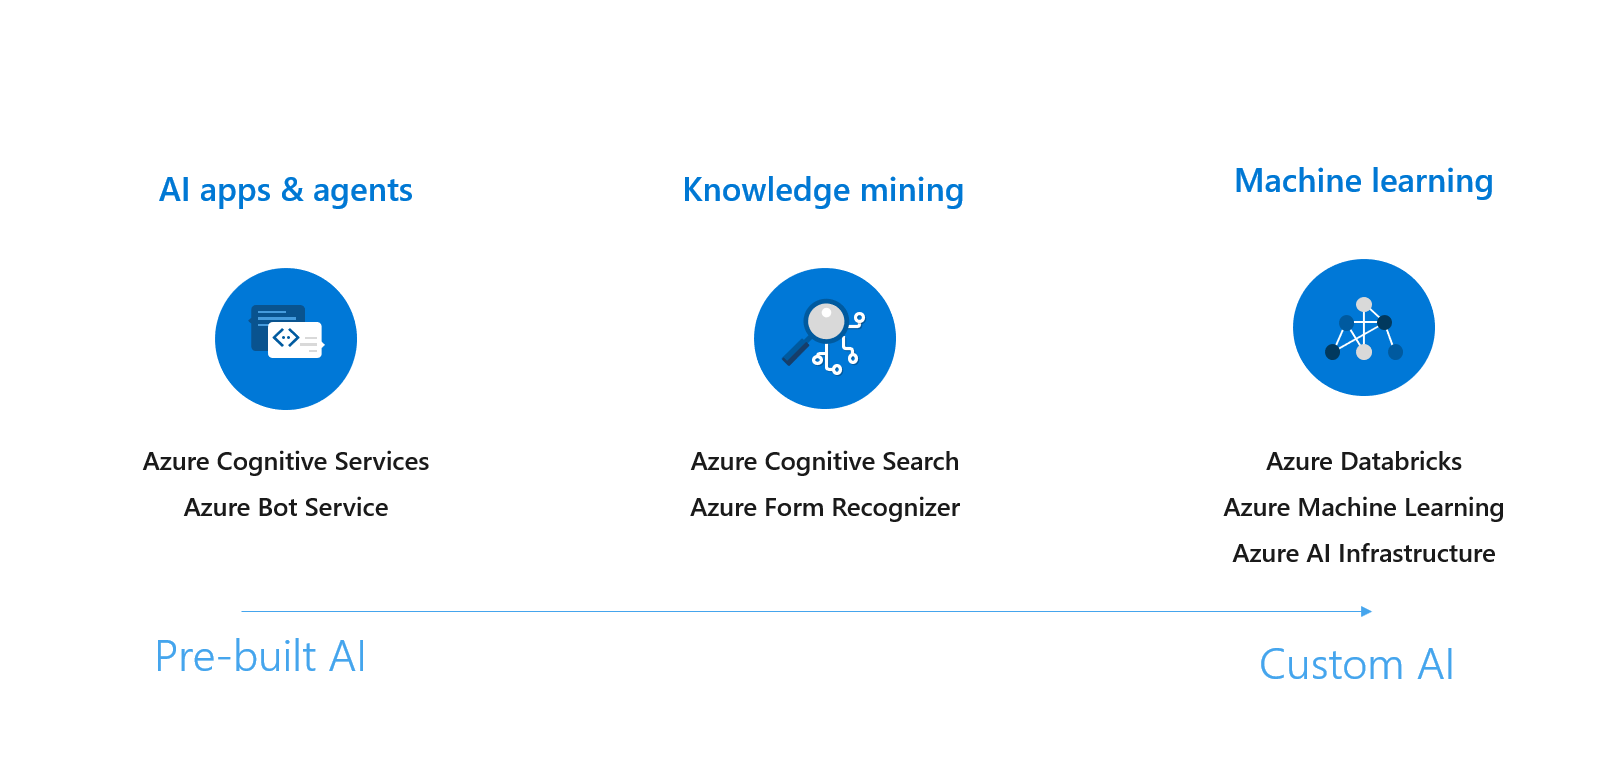 AI apps & agents
Azure Cognitive Services
Azure Bot Service
Knowledge mining
Azure Cognitive Search
Azure Form Recognizer
Machine learning
Azure Databricks
Azure Machine Learning
Azure AI Infrastructure
Pre-built AI
Custom AI